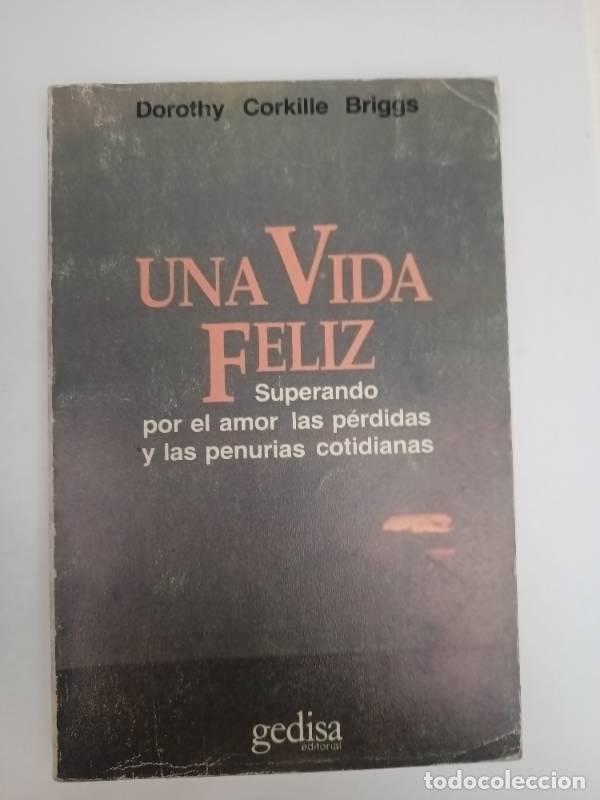 Dorothy Corkille Briggs
UNA VIDA
FELIZ
Superando
por el amor las pérdidas
y las penurias cotidianas
gedisa
editorial
todocoleccion